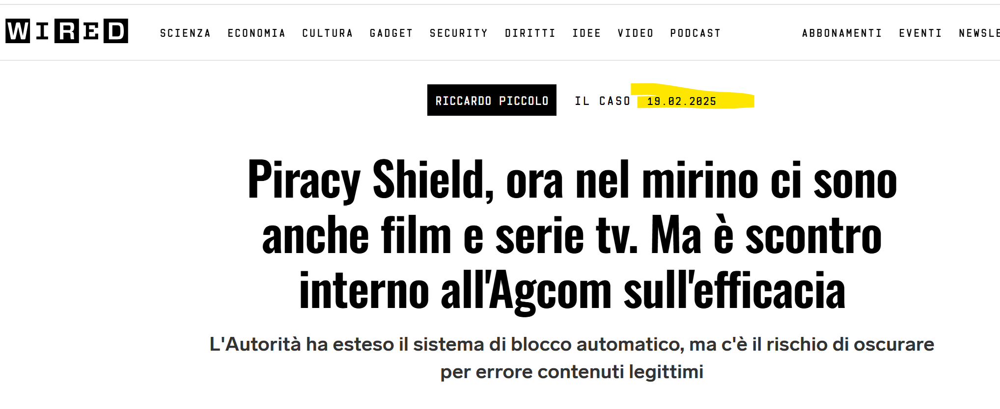 WIRED SCIENZA ECONOMIA CULTURA GADGET SECURITY DIRITTI IDEE VIDEO PODCAST ABBONAMENTI EVENTI
RICCARDO PICCOLO IL CASO 19.02.2025
Piracy Shield, ora nel mirino ci sono
anche film e serie tv. Ma è scontro
interno all'Agcom sull'efficacia
L'Autorità ha esteso il sistema di blocco automatico, ma c'è il rischio di oscurare
per errore contenuti legittimi